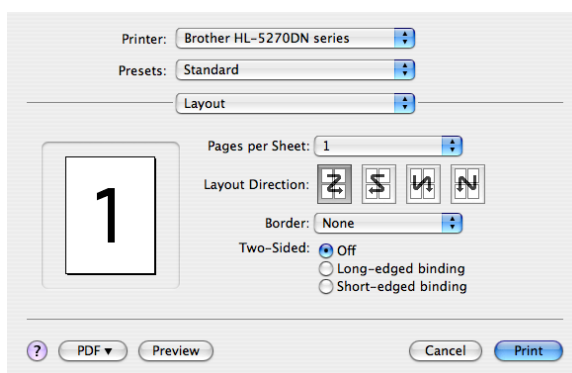 Printer: Brother HL-5270DN series
Presets: Standard
Layout
Pages per Sheet: 1
Layout Direction:
1
Border: None
Two-Sided: Off
Long-edged binding
Short-edged binding
? PDF ▼ Preview Cancel Print